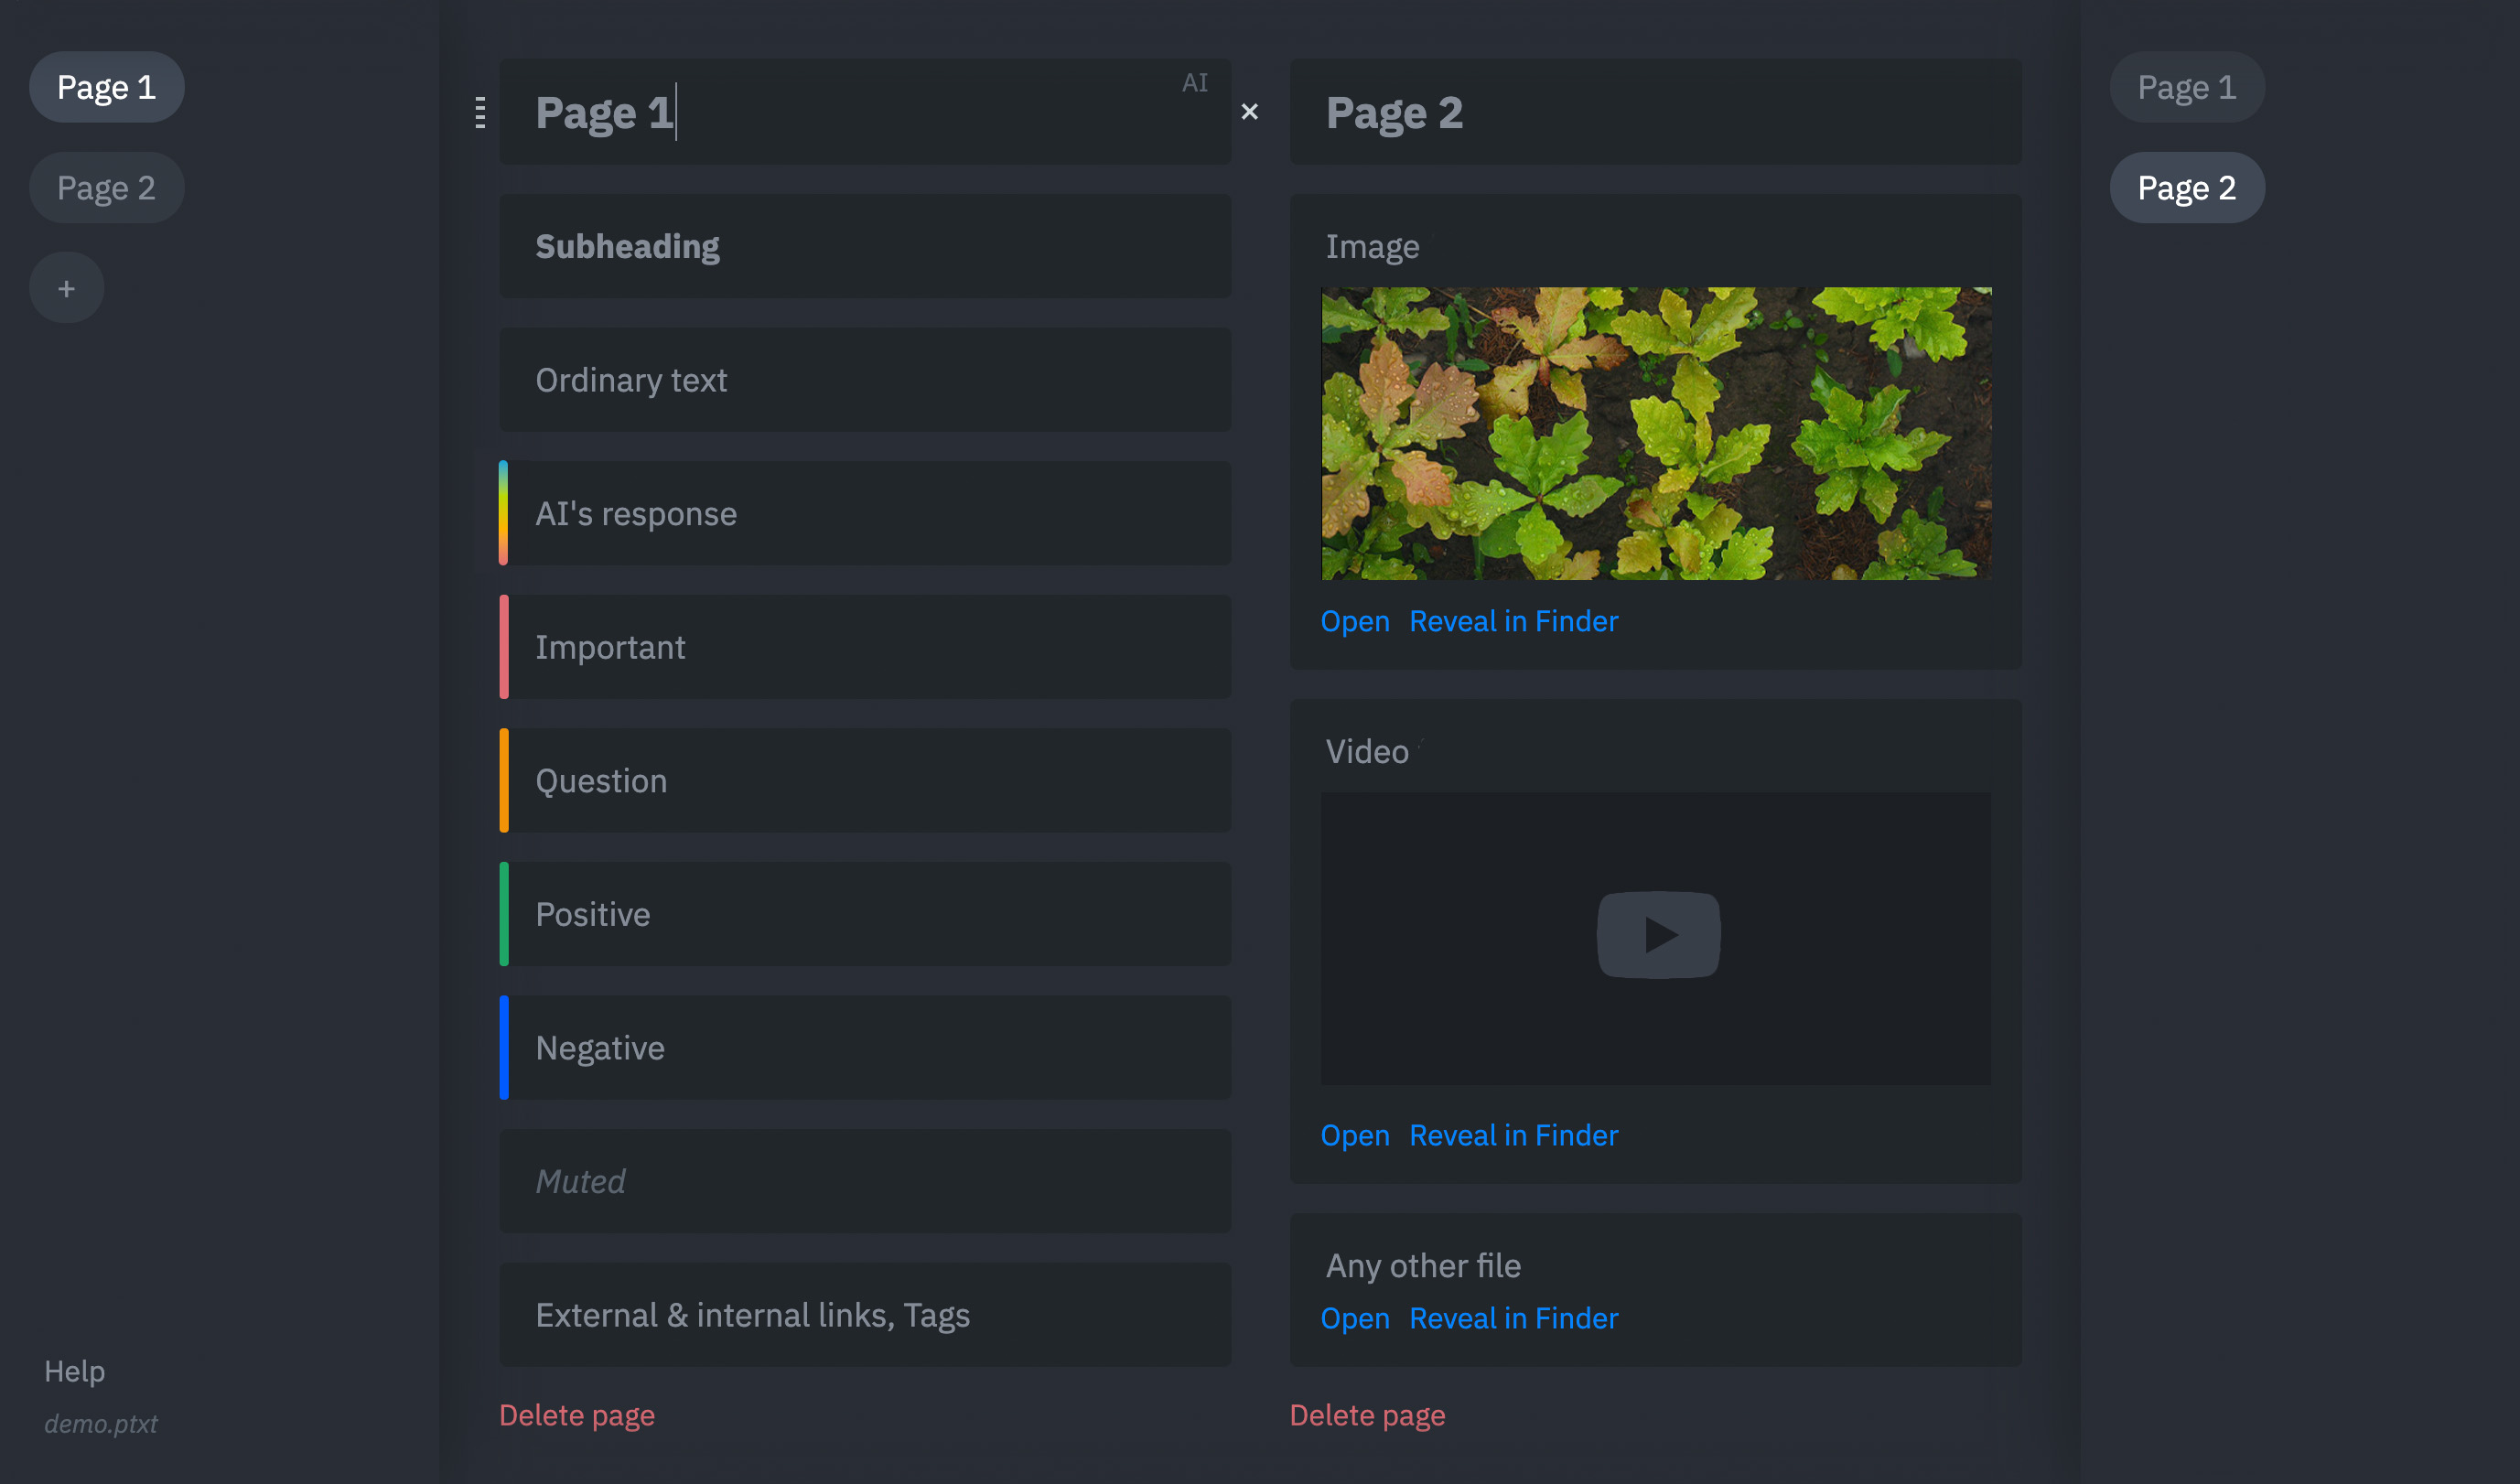 Page 1
Page 2
+
Help
demo.ptxt
Page 1
AI
×
Subheading
Ordinary text
AI's response
Important
Question
Positive
Negative
Muted
External & internal links, Tags
Delete page
Page 2
Image
Open Reveal in Finder
Video
Open Reveal in Finder
Any other file
Open Reveal in Finder
Delete page
Page 1
Page 2